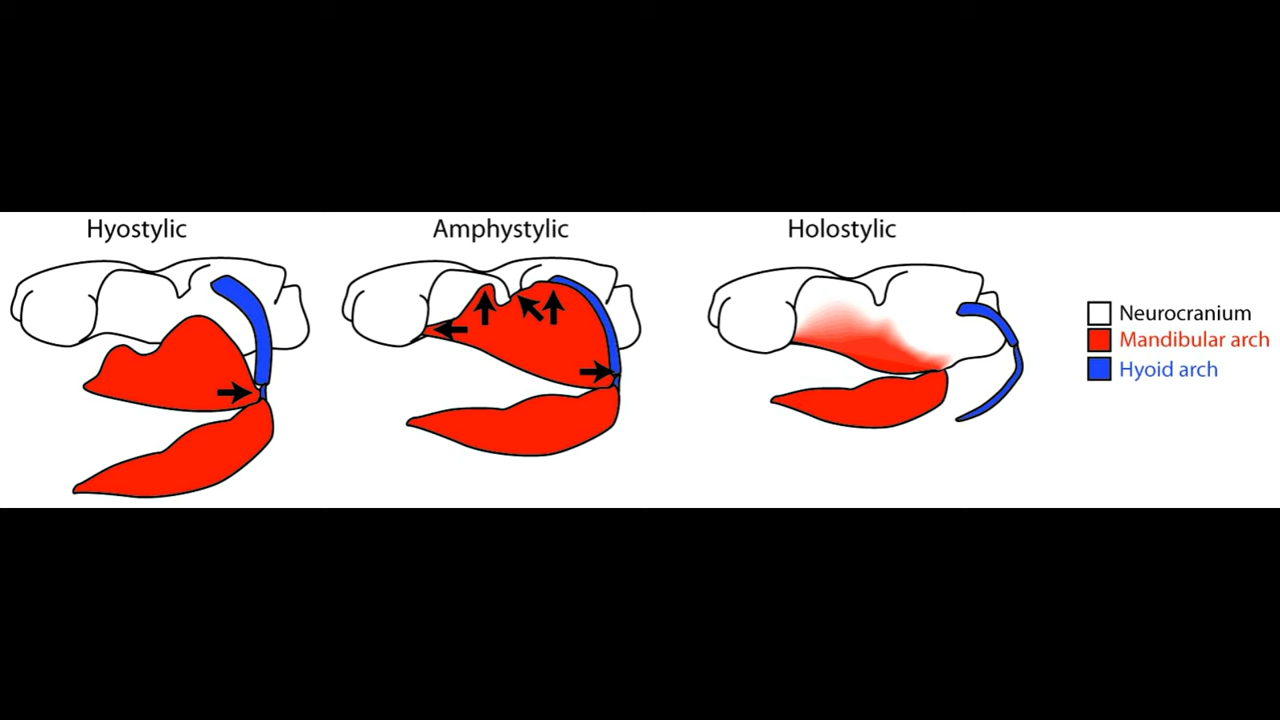 Hyostylic
Amphystylic
Holostylic
Neurocranium
Mandibular arch
Hyoid arch